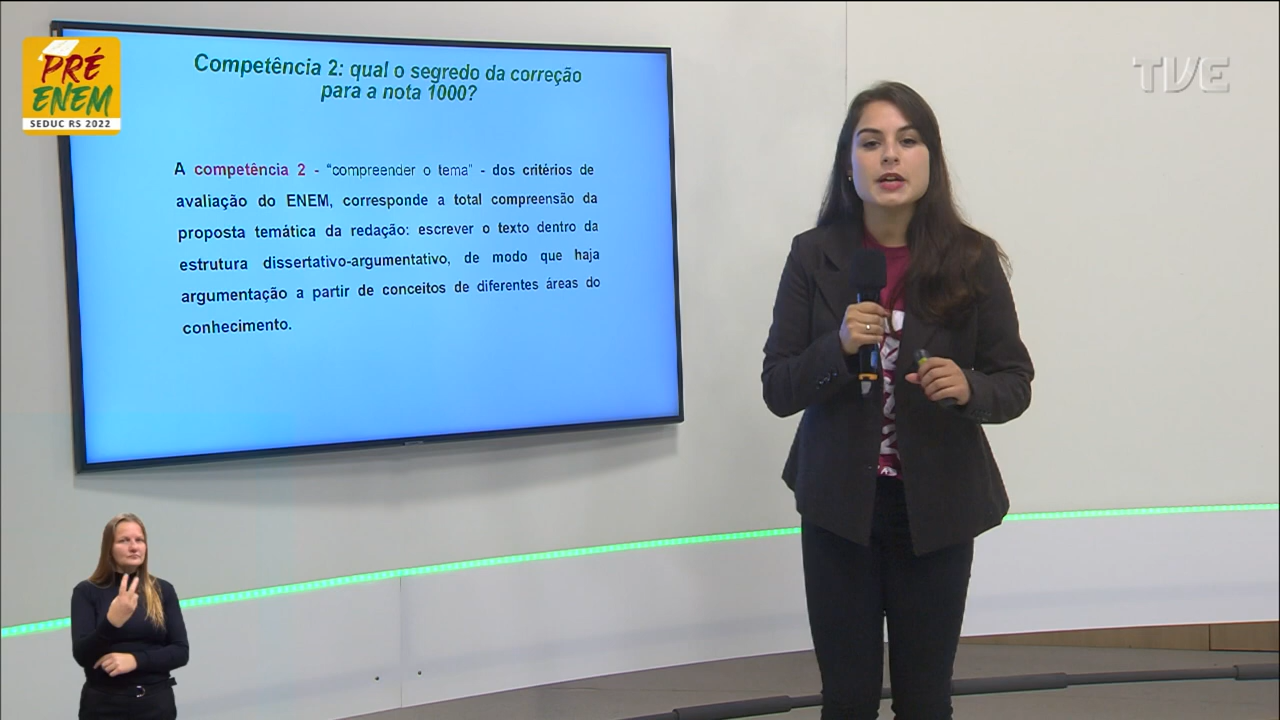 PRÉ
ENEM
SEDUC RS 2022
TVE
Competência 2: qual o segredo da correção
para a nota 1000?
A competência 2 - “compreender o tema” - dos critérios de
avaliação do ENEM, corresponde a total compreensão da
proposta temática da redação: escrever o texto dentro da
estrutura dissertativo-argumentativo, de modo que haja
argumentação a partir de conceitos de diferentes áreas do
conhecimento.